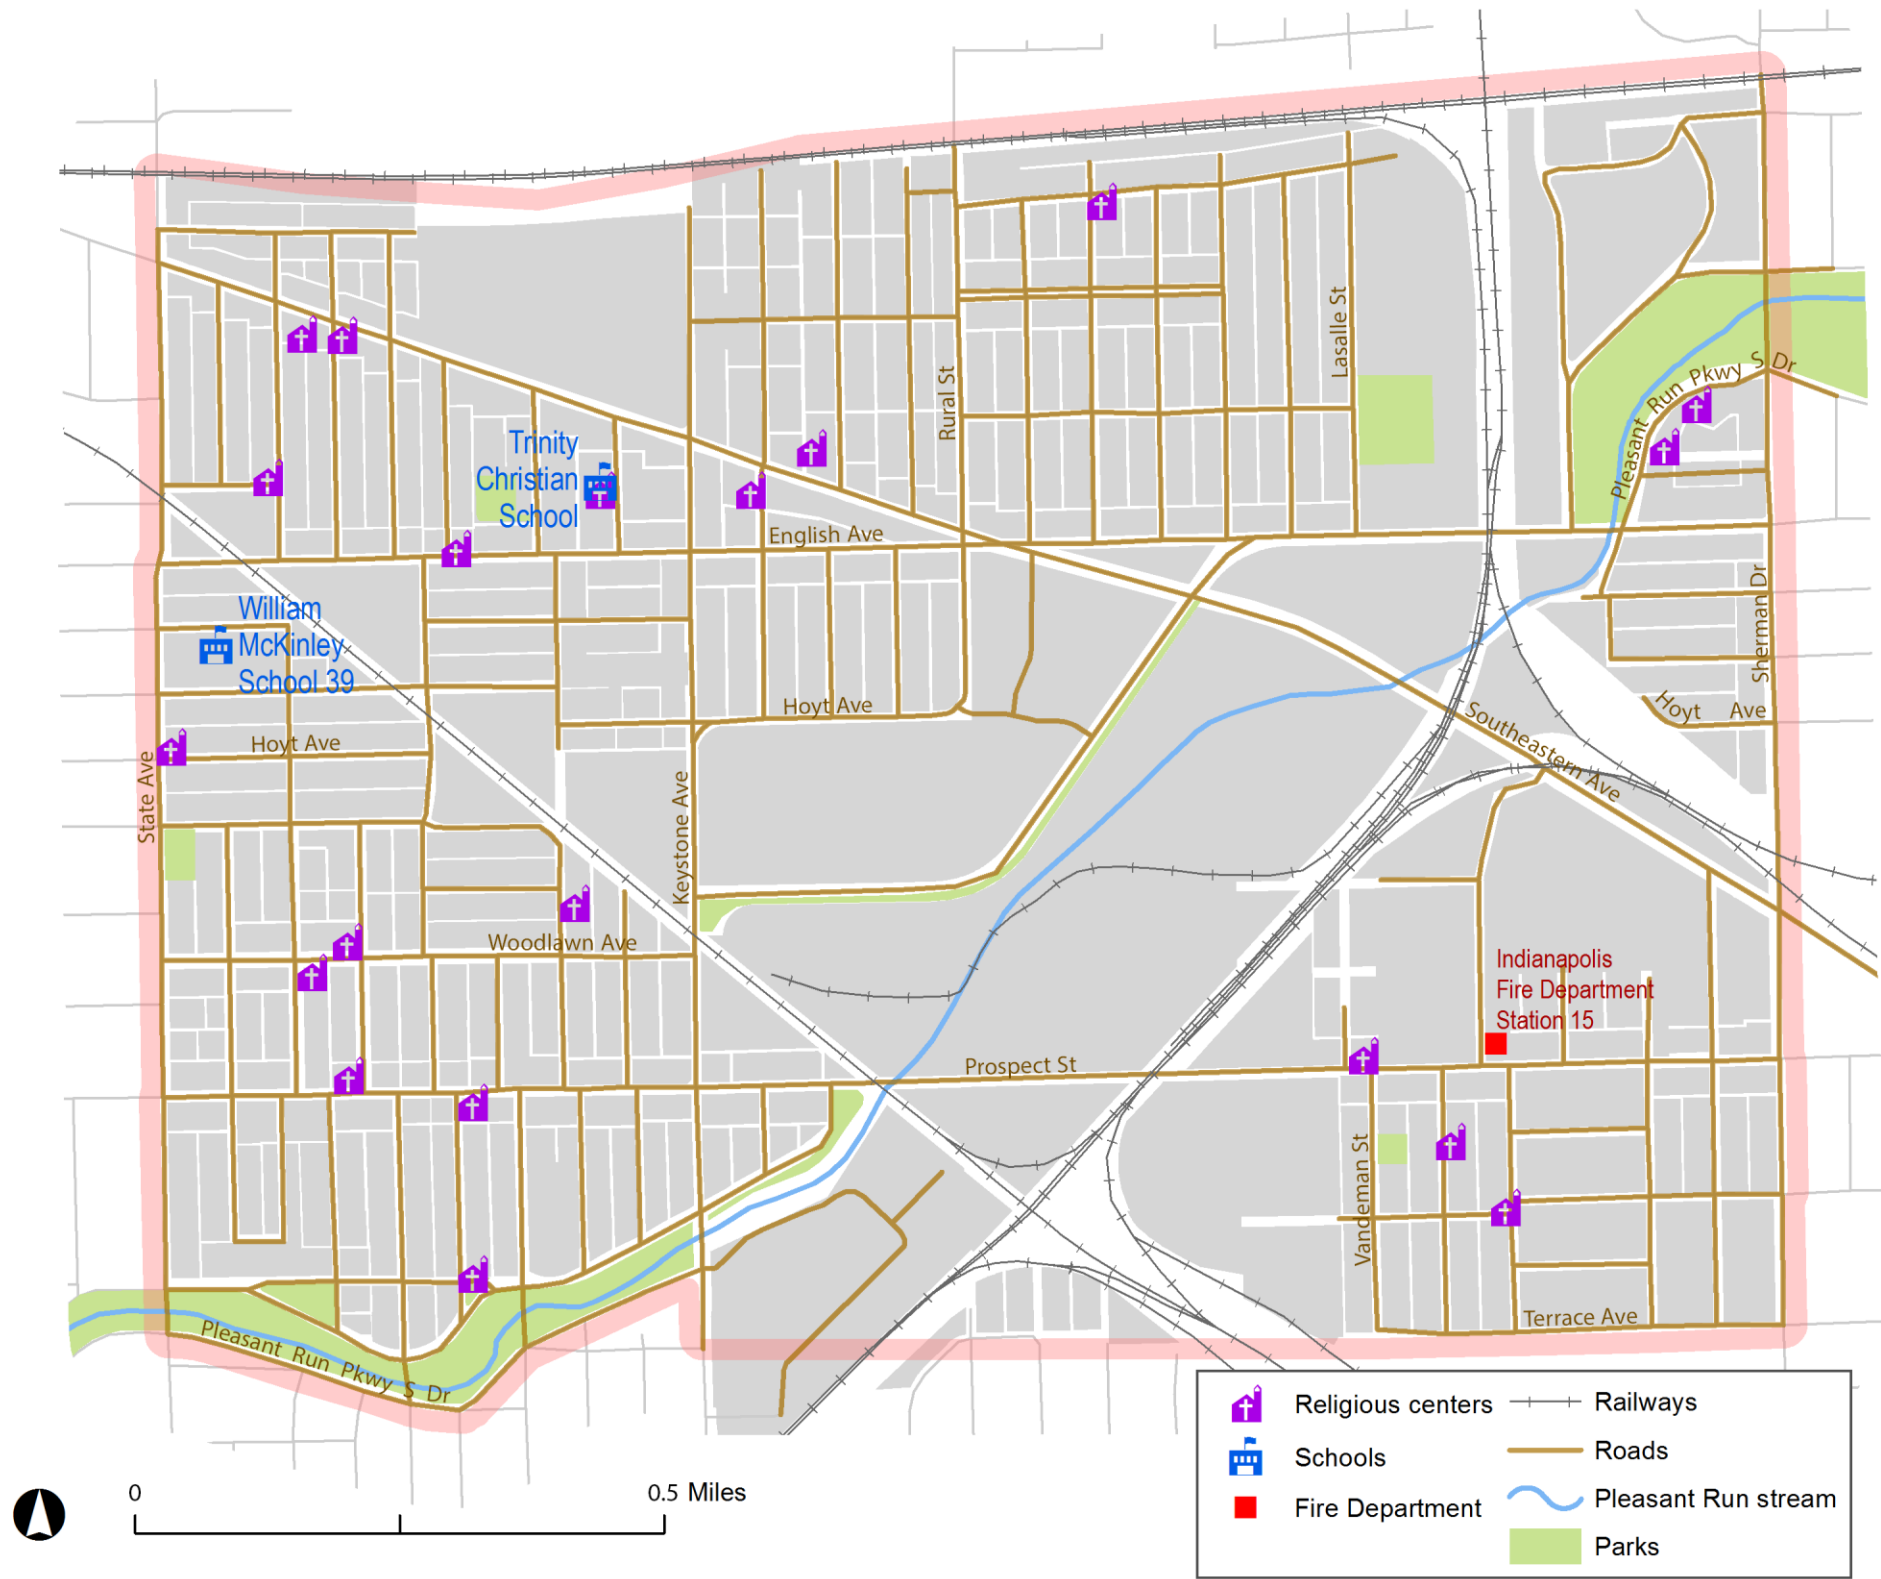 Lasalle St
Rural St
Pleasant Run Pkwy S Dr
Trinity
Christian
School
English Ave
William
McKinley
School 39
Sherman Dr
Hoyt Ave
Hoyt Ave
Hoyt Ave
Southeastern Ave
State Ave
Keystone Ave
Woodlawn Ave
Indianapolis
Fire Department
Station 15
Prospect St
Vandeman St
Terrace Ave
Pleasant Run Pkwy S Dr
Religious centers
Railways
Schools
Roads
Fire Department
Pleasant Run stream
Parks
0
0.5 Miles